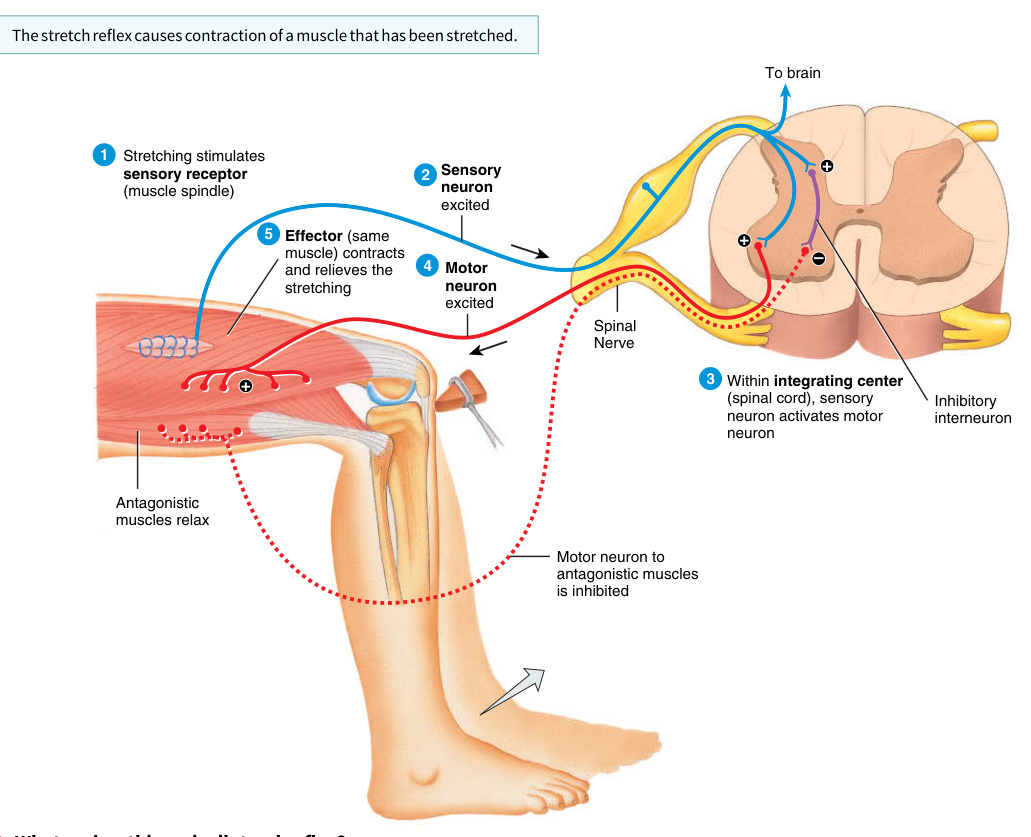 The stretch reflex causes contraction of a muscle that has been stretched.
To brain
1 Stretching stimulates
sensory receptor
(muscle spindle)
2 Sensory
neuron
excited
5 Effector (same
muscle) contracts
and relieves the
stretching
4 Motor
neuron
excited
+
+
−
+
Spinal
Nerve
3 Within integrating center
(spinal cord), sensory
neuron activates motor
neuron
Inhibitory
interneuron
Antagonistic
muscles relax
Motor neuron to
antagonistic muscles
is inhibited